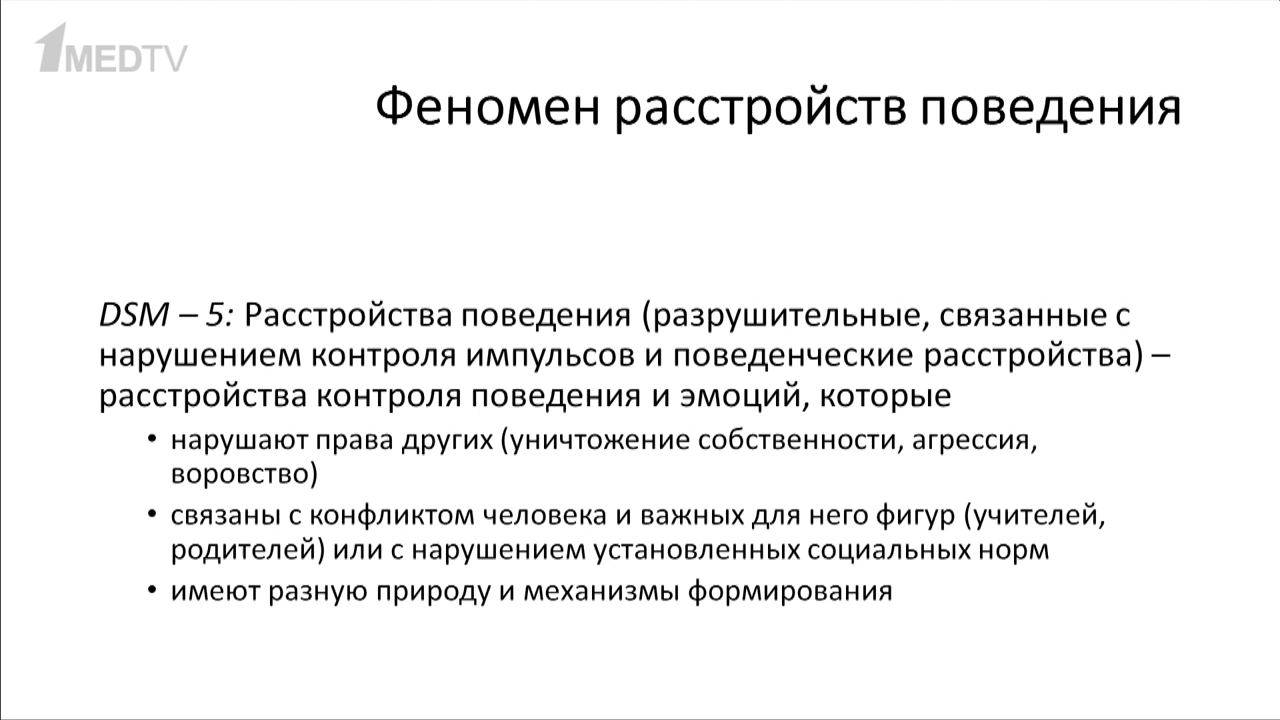 1MEDTV
Феномен расстройств поведения
DSM – 5: Расстройства поведения (разрушительные, связанные с
нарушением контроля импульсов и поведенческие расстройства) –
расстройства контроля поведения и эмоций, которые
• нарушают права других (уничтожение собственности, агрессия,
воровство)
• связаны с конфликтом человека и важных для него фигур (учителей,
родителей) или с нарушением установленных социальных норм
• имеют разную природу и механизмы формирования